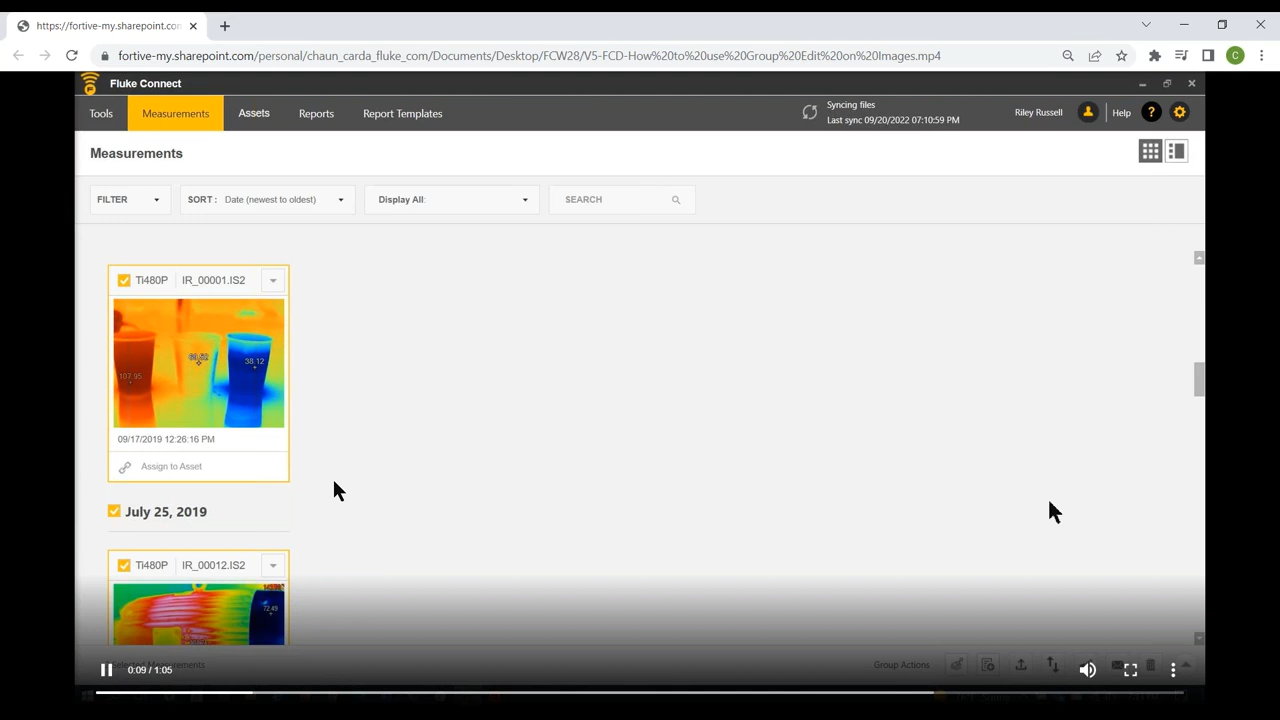 https://fortive-my.sharepoint.con
fortive-my.sharepoint.com/personal/chaun_carda_fluke_com/Documents/Desktop/FCW28/V5-FCD-How%20to%20use%20Group%20Edit%20on%20Images.mp4
C
Fluke Connect
Tools Measurements Assets Reports Report Templates
Syncing files
Last sync 09/20/2022 07:10:59 PM
Riley Russell Help ?
Measurements
FILTER SORT : Date (newest to oldest) Display All: SEARCH
Ti480P IR_00001.IS2
38.12
107.95
09/17/2019 12:26:16 PM
Assign to Asset
July 25, 2019
Ti480P IR_00012.IS2
72.49
Selected Measurements Group Actions
0:09 / 1:05